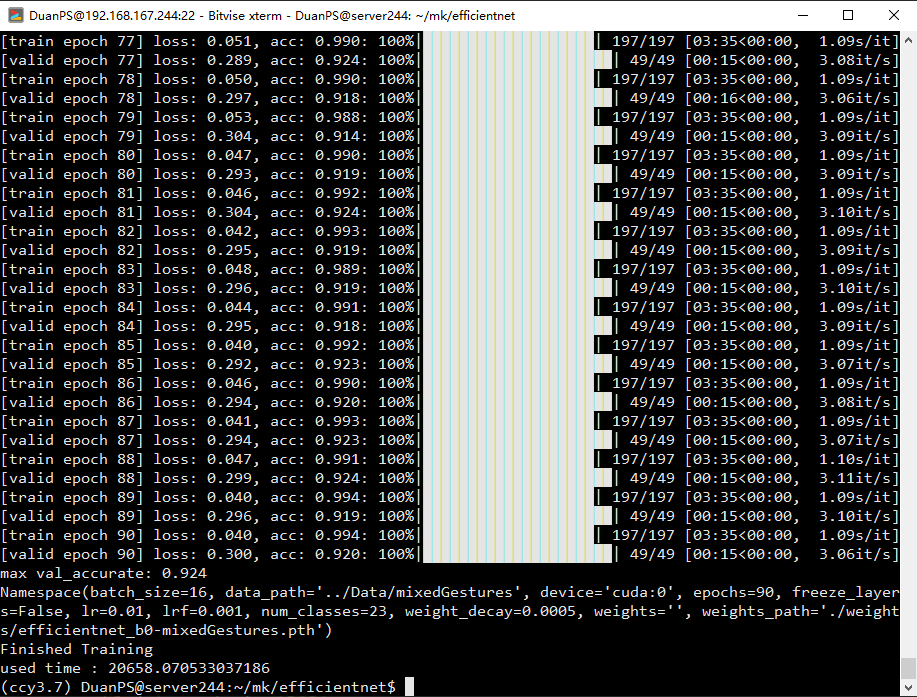 DuanPS@192.168.167.244:22 - Bitvise xterm - DuanPS@server244: ~/mk/efficientnet
[train epoch 77] loss: 0.051, acc: 0.990: 100%| | 197/197 [03:35<00:00, 1.09s/it]
[valid epoch 77] loss: 0.289, acc: 0.924: 100%| | 49/49 [00:15<00:00, 3.08it/s]
[train epoch 78] loss: 0.050, acc: 0.990: 100%| | 197/197 [03:35<00:00, 1.09s/it]
[valid epoch 78] loss: 0.297, acc: 0.918: 100%| | 49/49 [00:16<00:00, 3.06it/s]
[train epoch 79] loss: 0.053, acc: 0.988: 100%| | 197/197 [03:35<00:00, 1.09s/it]
[valid epoch 79] loss: 0.304, acc: 0.914: 100%| | 49/49 [00:15<00:00, 3.09it/s]
[train epoch 80] loss: 0.047, acc: 0.990: 100%| | 197/197 [03:35<00:00, 1.09s/it]
[valid epoch 80] loss: 0.293, acc: 0.919: 100%| | 49/49 [00:15<00:00, 3.09it/s]
[train epoch 81] loss: 0.046, acc: 0.992: 100%| | 197/197 [03:35<00:00, 1.09s/it]
[valid epoch 81] loss: 0.304, acc: 0.924: 100%| | 49/49 [00:15<00:00, 3.10it/s]
[train epoch 82] loss: 0.042, acc: 0.993: 100%| | 197/197 [03:35<00:00, 1.09s/it]
[valid epoch 82] loss: 0.295, acc: 0.919: 100%| | 49/49 [00:15<00:00, 3.09it/s]
[train epoch 83] loss: 0.048, acc: 0.989: 100%| | 197/197 [03:35<00:00, 1.09s/it]
[valid epoch 83] loss: 0.296, acc: 0.919: 100%| | 49/49 [00:15<00:00, 3.10it/s]
[train epoch 84] loss: 0.044, acc: 0.991: 100%| | 197/197 [03:35<00:00, 1.09s/it]
[valid epoch 84] loss: 0.295, acc: 0.918: 100%| | 49/49 [00:15<00:00, 3.09it/s]
[train epoch 85] loss: 0.040, acc: 0.992: 100%| | 197/197 [03:35<00:00, 1.09s/it]
[valid epoch 85] loss: 0.292, acc: 0.923: 100%| | 49/49 [00:15<00:00, 3.07it/s]
[train epoch 86] loss: 0.046, acc: 0.990: 100%| | 197/197 [03:35<00:00, 1.09s/it]
[valid epoch 86] loss: 0.294, acc: 0.920: 100%| | 49/49 [00:15<00:00, 3.08it/s]
[train epoch 87] loss: 0.041, acc: 0.993: 100%| | 197/197 [03:35<00:00, 1.09s/it]
[valid epoch 87] loss: 0.294, acc: 0.923: 100%| | 49/49 [00:15<00:00, 3.07it/s]
[train epoch 88] loss: 0.047, acc: 0.991: 100%| | 197/197 [03:35<00:00, 1.10s/it]
[valid epoch 88] loss: 0.299, acc: 0.924: 100%| | 49/49 [00:15<00:00, 3.11it/s]
[train epoch 89] loss: 0.040, acc: 0.994: 100%| | 197/197 [03:35<00:00, 1.09s/it]
[valid epoch 89] loss: 0.296, acc: 0.919: 100%| | 49/49 [00:15<00:00, 3.10it/s]
[train epoch 90] loss: 0.040, acc: 0.994: 100%| | 197/197 [03:35<00:00, 1.09s/it]
[valid epoch 90] loss: 0.300, acc: 0.920: 100%| | 49/49 [00:15<00:00, 3.06it/s]
max val_accurate: 0.924
Namespace(batch_size=16, data_path='../Data/mixedGestures', device='cuda:0', epochs=90, freeze_layer
s=False, lr=0.01, lrf=0.001, num_classes=23, weight_decay=0.0005, weights='', weights_path='./weight
s/efficientnet_b0-mixedGestures.pth')
Finished Training
used time : 20658.070533037186
(ccy3.7) DuanPS@server244:~/mk/efficientnet$